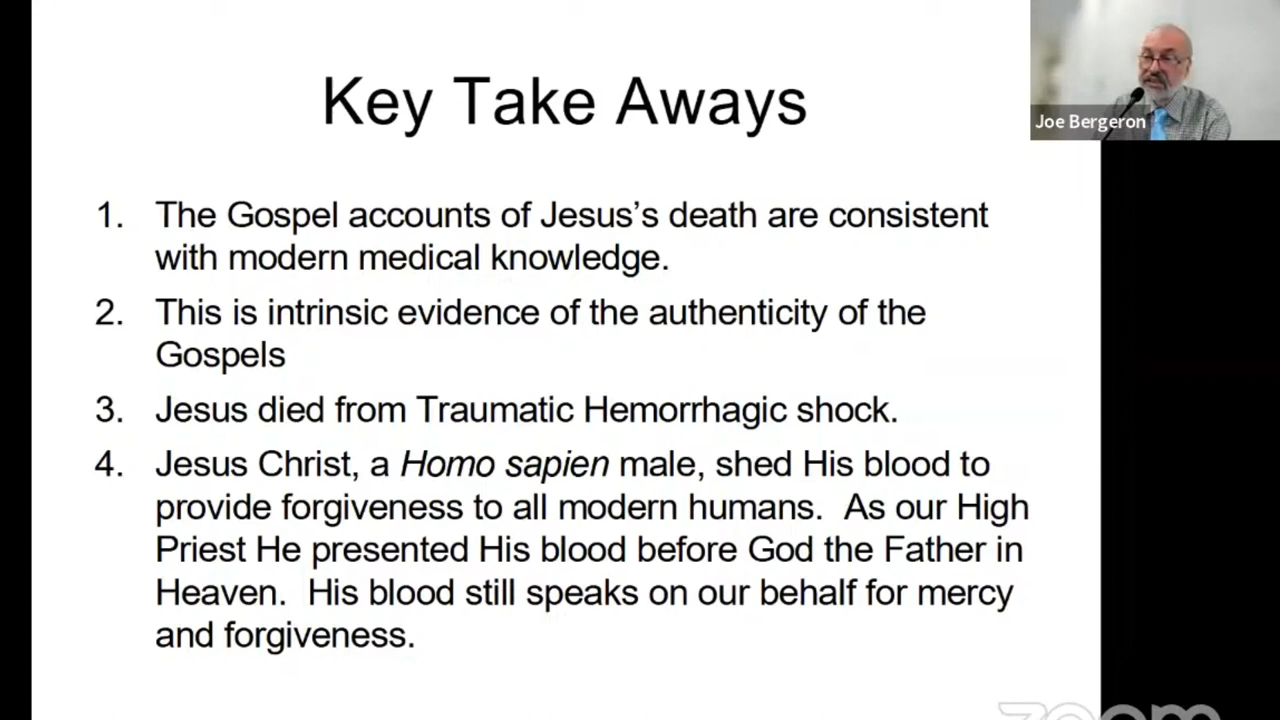 Key Take Aways
Joe Bergeron
1. The Gospel accounts of Jesus’s death are consistent
with modern medical knowledge.
2. This is intrinsic evidence of the authenticity of the
Gospels
3. Jesus died from Traumatic Hemorrhagic shock.
4. Jesus Christ, a Homo sapien male, shed His blood to
provide forgiveness to all modern humans.  As our High
Priest He presented His blood before God the Father in
Heaven.  His blood still speaks on our behalf for mercy
and forgiveness.
zoom